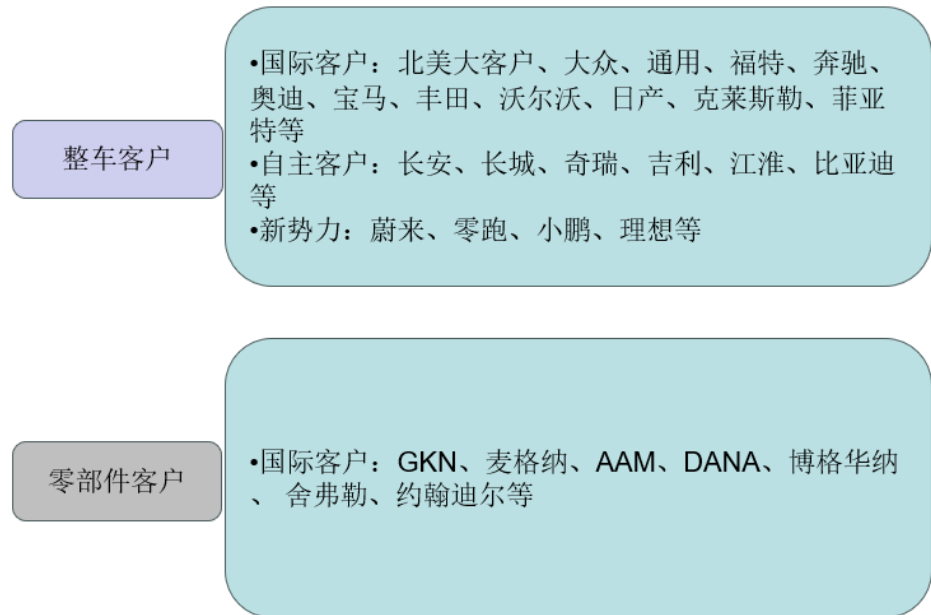 整车客户
•国际客户：北美大客户、大众、通用、福特、奔驰、
奥迪、宝马、丰田、沃尔沃、日产、克莱斯勒、菲亚
特等
•自主客户：长安、长城、奇瑞、吉利、江淮、比亚迪
等
•新势力：蔚来、零跑、小鹏、理想等
零部件客户
•国际客户：GKN、麦格纳、AAM、DANA、博格华纳
、 舍弗勒、约翰迪尔等